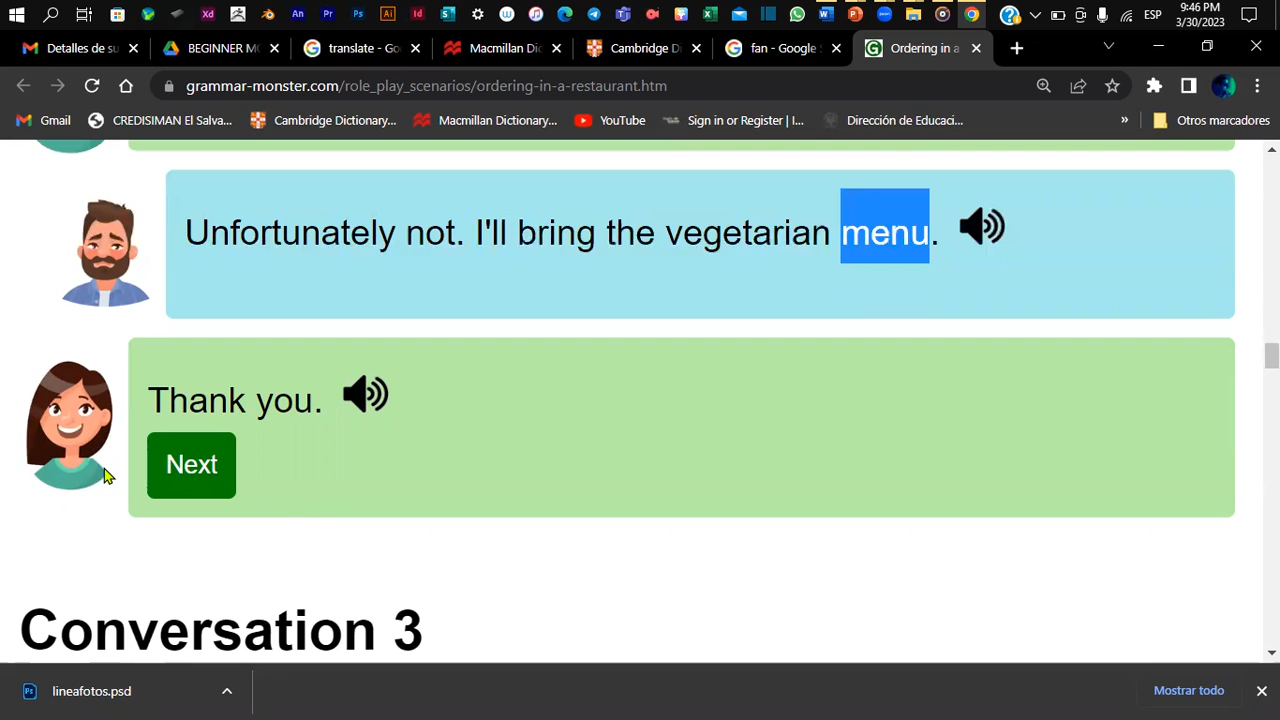 9:46 PM
ESP
3/30/2023
Detalles de su
BEGINNER MO
translate - Goo
Macmillan Dic
Cambridge Di
fan - Google S
Ordering in a
grammar-monster.com/role_play_scenarios/ordering-in-a-restaurant.htm
Gmail
CREDISIMAN El Salva...
Cambridge Dictionary...
Macmillan Dictionary...
YouTube
Sign in or Register | I...
Dirección de Educaci...
»
Otros marcadores
Unfortunately not. I'll bring the vegetarian menu.
Thank you.
Next
Conversation 3
lineafotos.psd
Mostrar todo